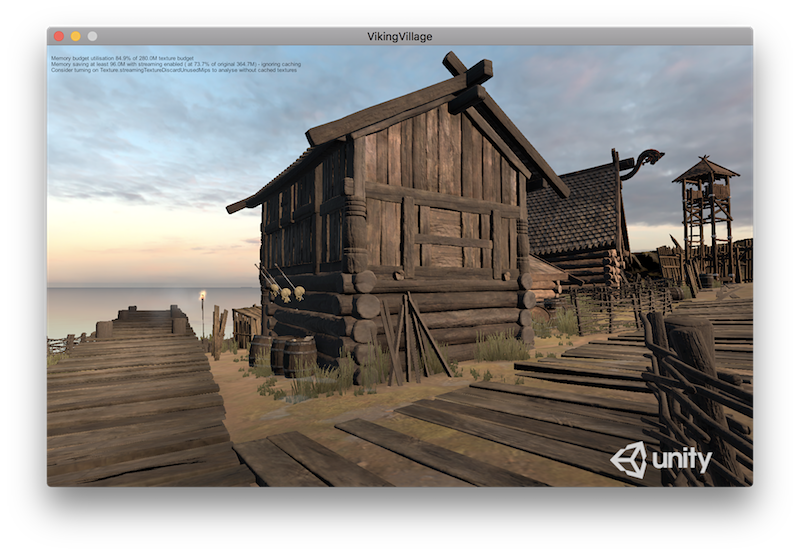 VikingVillage
Memory budget utilisation 84.9% of 280.0M texture budget
Memory saving at least 96.0M with streaming enabled ( at 73.7% of original 364.7M) - ignoring caching
Consider turning on Texture.streamingTextureDiscardUnusedMips to analyse without cached textures
unity